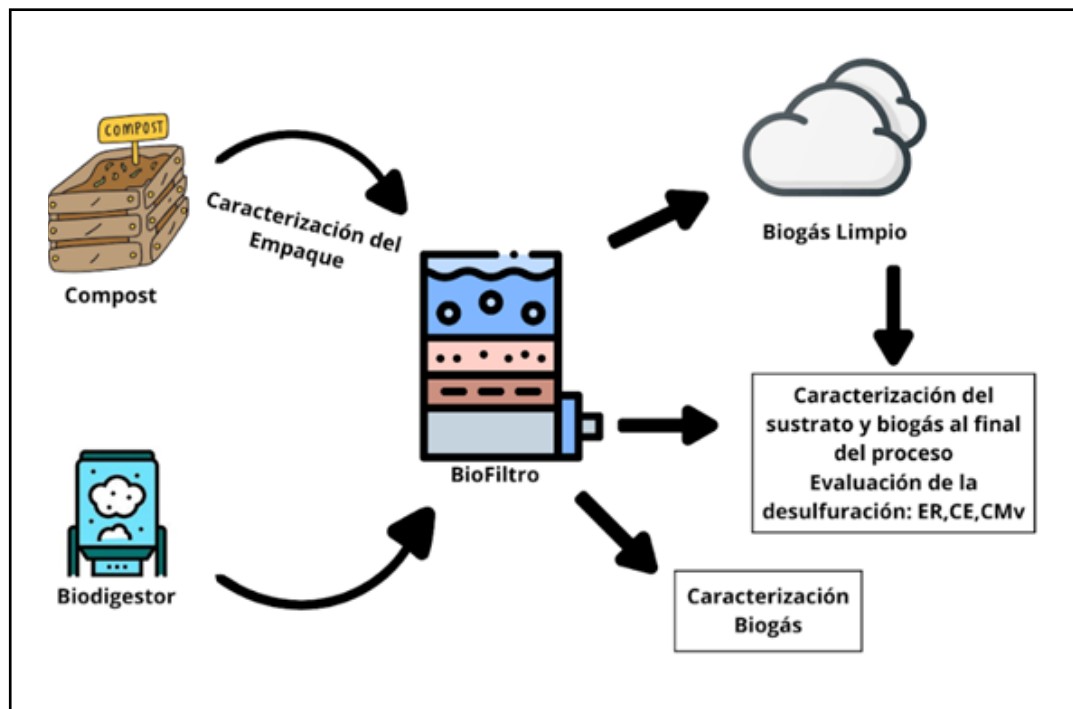 COMPOST
Compost
Caracterización del
Empaque
BioFiltro
Biodigestor
Biogás Limpio
Caracterización del
sustrato y biogás al final
del proceso
Evaluación de la
desulfuración: ER,CE,CMv
Caracterización
Biogás